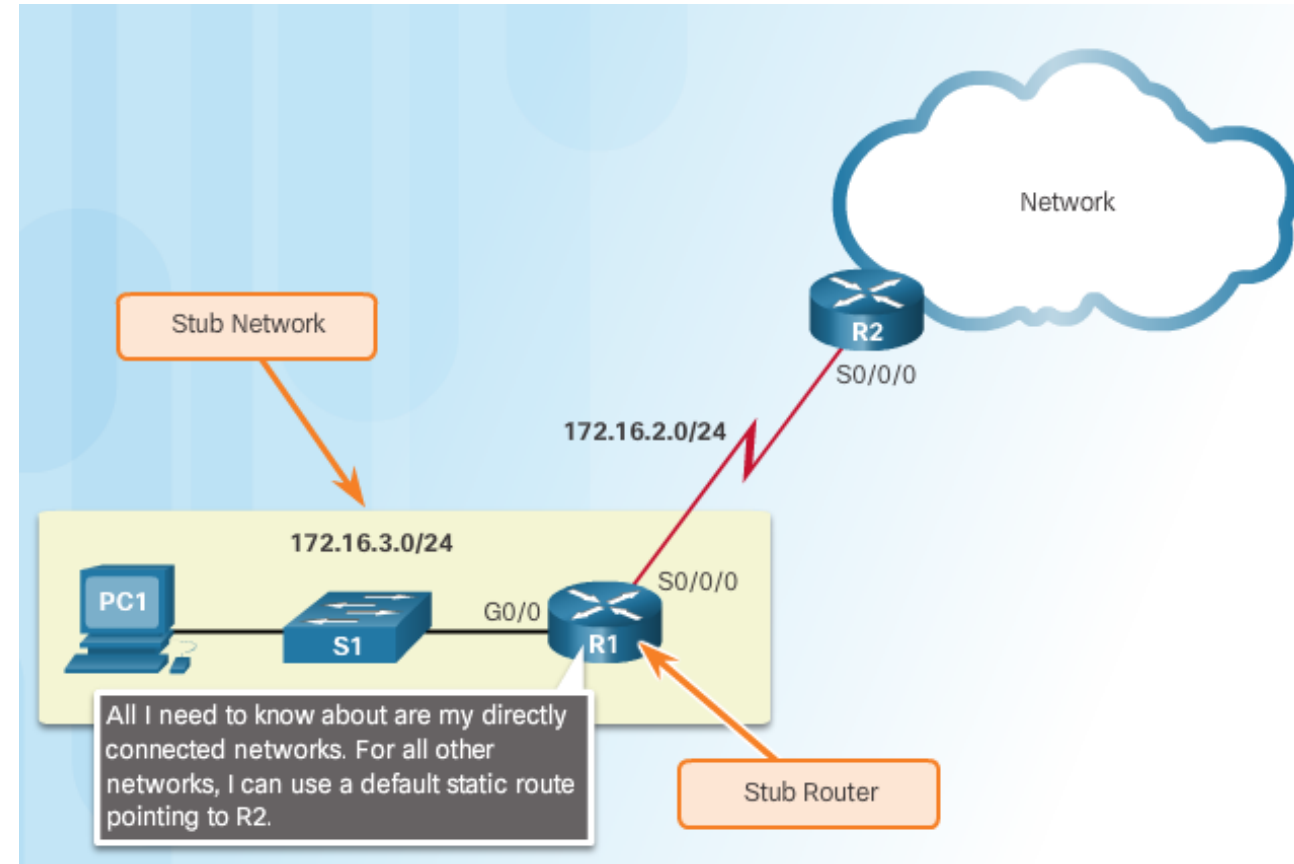 Network
Stub Network
R2
S0/0/0
172.16.2.0/24
172.16.3.0/24
PC1
S0/0/0
G0/0
S1
R1
All I need to know about are my directly
connected networks. For all other
networks, I can use a default static route
pointing to R2.
Stub Router